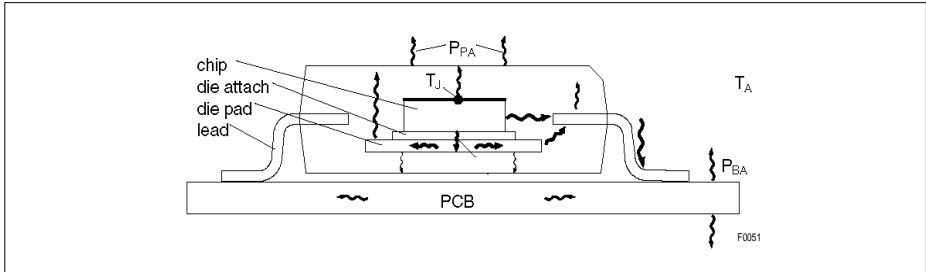 P_PA
chip
die attach
die pad
lead
T_J
T_A
P_BA
PCB
F0051